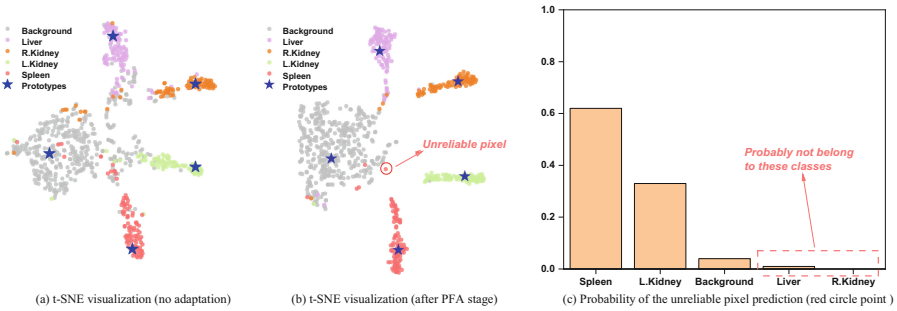 Background
Liver
R.Kidney
L.Kidney
Spleen
Prototypes
(a) t-SNE visualization (no adaptation)
Background
Liver
R.Kidney
L.Kidney
Spleen
Prototypes
Unreliable pixel
(b) t-SNE visualization (after PFA stage)
1.0
0.8
0.6
0.4
0.2
0.0
Probably not belong
to these classes
Spleen L.Kidney Background Liver R.Kidney
(c) Probability of the unreliable pixel prediction (red circle point )